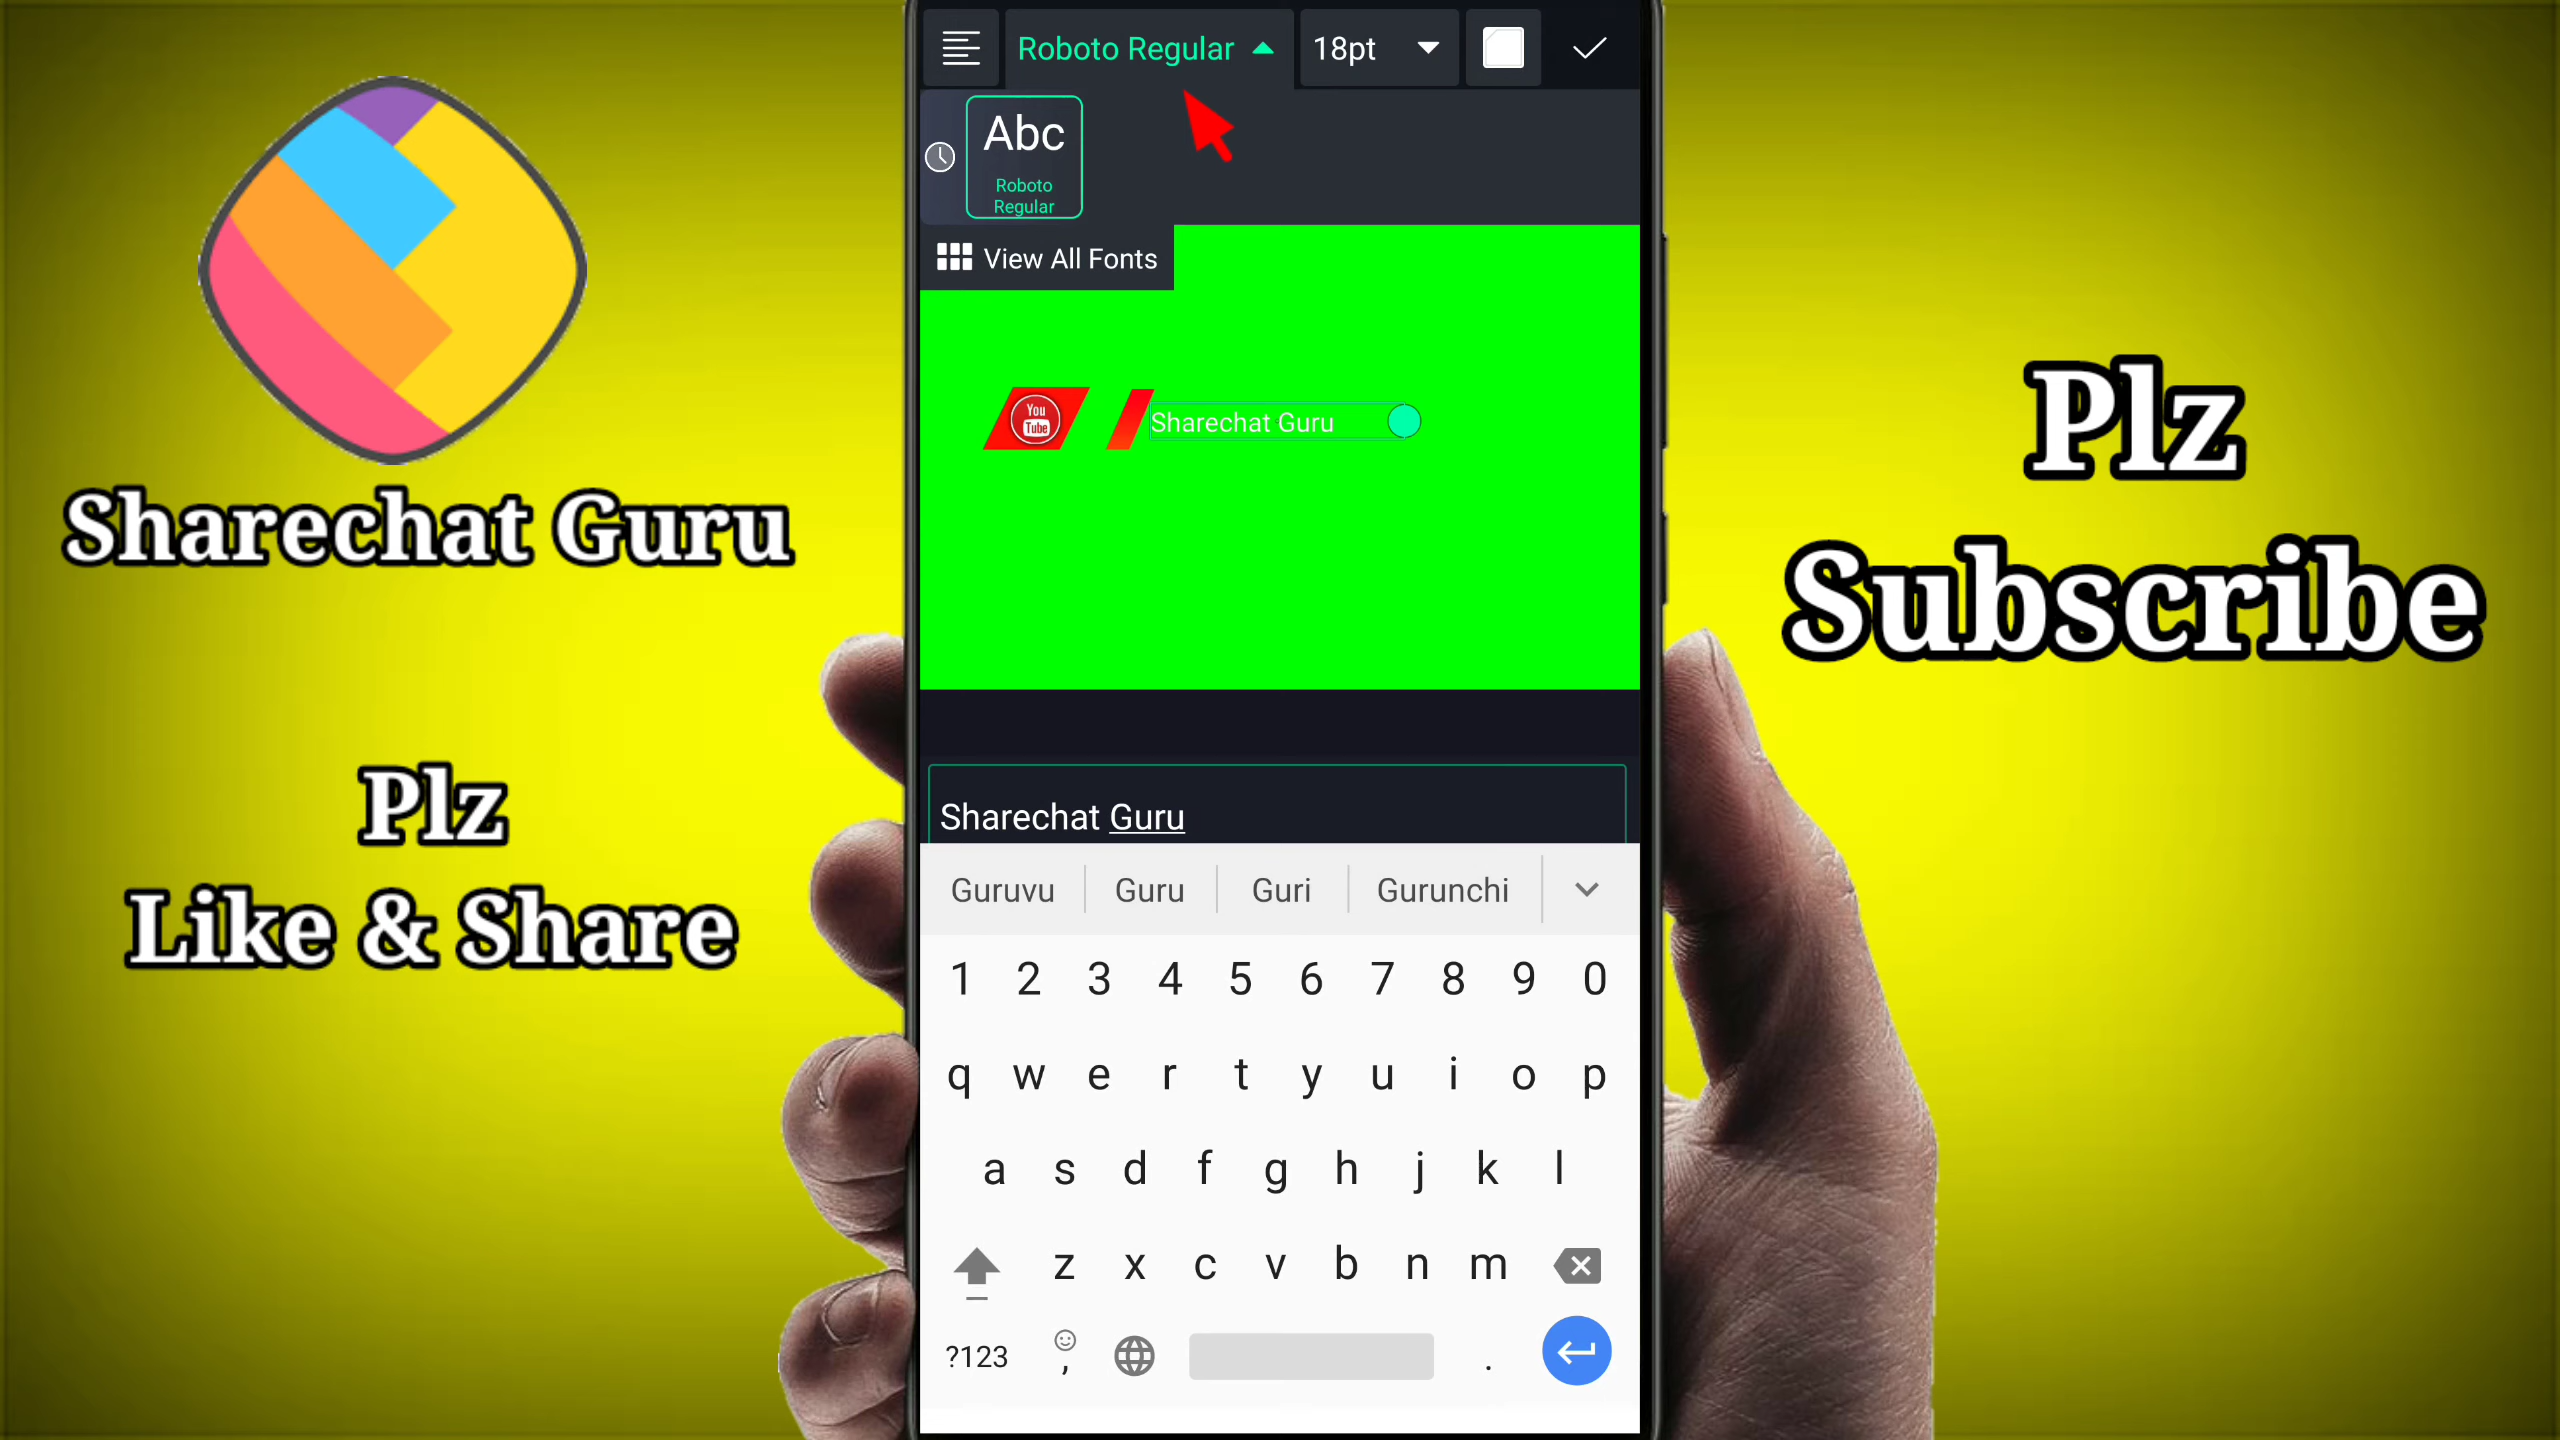 Roboto Regular
18pt
Abc
Roboto
Regular
View All Fonts
You
Tube
Sharechat Guru
Sharechat Guru
Plz
Like & Share
Plz
Subscribe
Sharechat Guru
Guruvu Guru Guri Gurunchi
1 2 3 4 5 6 7 8 9 0
q w e r t y u i o p
a s d f g h j k l
z x c v b n m
?123 , .